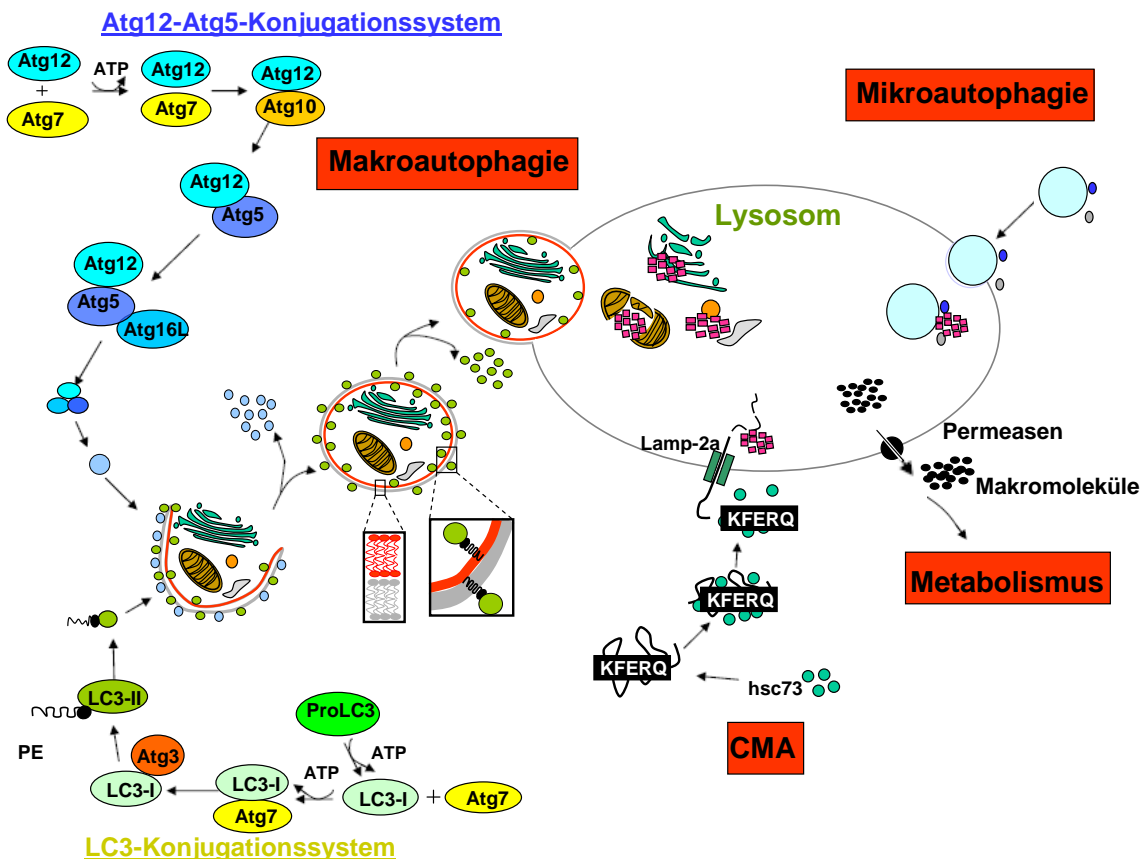 Atg12-Atg5-Konjugationssystem
Atg12
+
Atg7
ATP
Atg12
Atg7
Atg12
Atg10
Atg12
Atg5
Atg12
Atg5
Atg16L
Makroautophagie
Mikroautophagie
Lysosom
Lamp-2a
Permeasen
Makromoleküle
Metabolismus
KFERQ
KFERQ
KFERQ
hsc73
CMA
LC3-II
PE
Atg3
LC3-I
LC3-I
Atg7
ATP
ProLC3
ATP
LC3-I
+
Atg7
LC3-Konjugationssystem